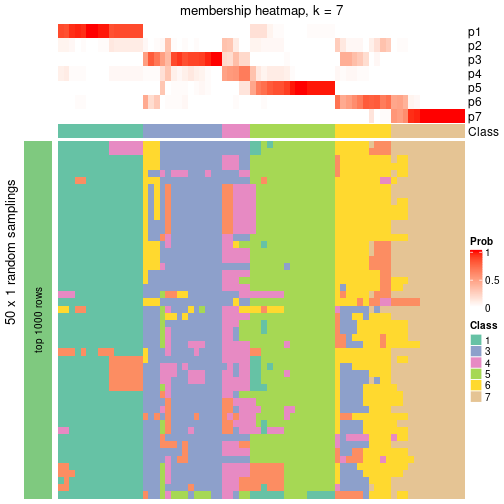 membership heatmap, k = 7
p1
p2
p3
p4
p5
p6
p7
Class
50 x 1 random samplings
top 1000 rows
Prob
1
0.5
0
Class
1
3
4
5
6
7